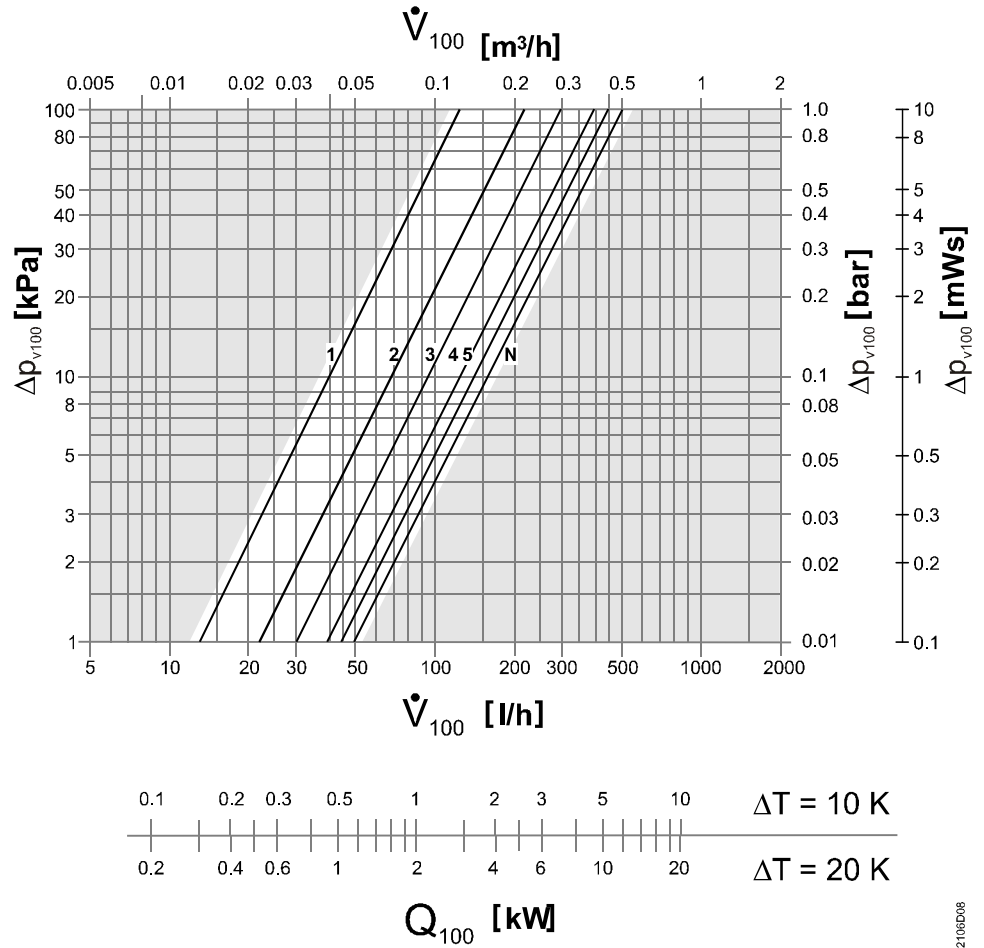 V̇100 [m³/h]
0.005 0.01 0.02 0.03 0.05 0.1 0.2 0.3 0.5 1 2
100 1.0 10
80 0.8 8
50 0.5 5
40 0.4 4
30 0.3 3
20 0.2 2
1 2 3 4 5 N
10 0.1 1
8 0.08
5 0.05 0.5
3 0.03 0.3
2 0.02 0.2
1 0.01 0.1
Δpv100 [kPa]
Δpv100 [bar]
Δpv100 [mWs]
5 10 20 30 50 100 200 300 500 1000 2000
V̇100 [l/h]
0.1 0.2 0.3 0.5 1 2 3 5 10 ΔT = 10 K
0.2 0.4 0.6 1 2 4 6 10 20 ΔT = 20 K
Q100 [kW]
2106D08